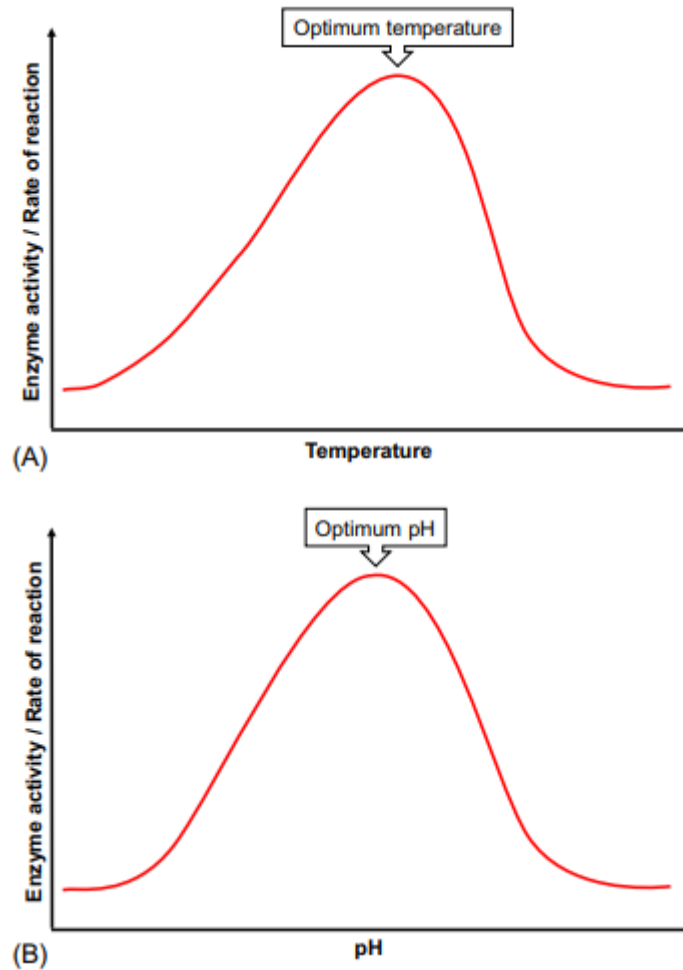 Optimum temperature
Enzyme activity / Rate of reaction
Temperature
(A)
Optimum pH
Enzyme activity / Rate of reaction
pH
(B)